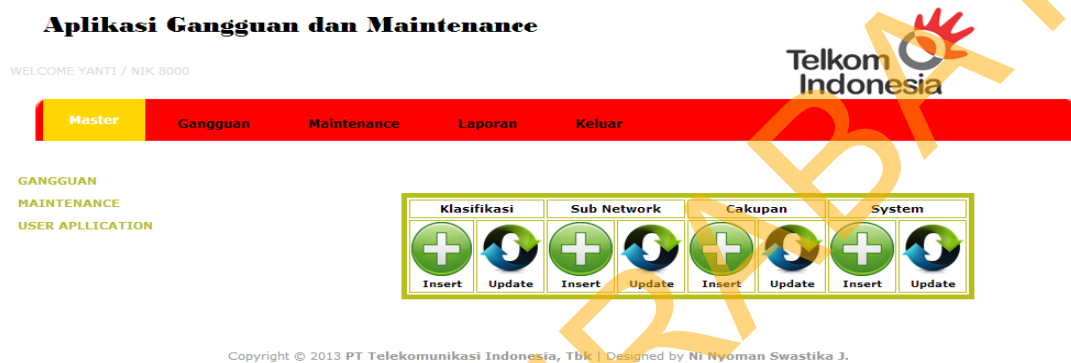 Aplikasi Gangguan dan Maintenance
WELCOME YANTI / NIK 8000
Telkom
Indonesia
Master Gangguan Maintenance Laporan Keluar
GANGGUAN
MAINTENANCE
USER APLLICATION
Klasifikasi Sub Network Cakupan System
Insert Update Insert Update Insert Update Insert Update
Copyright © 2013 PT Telekomunikasi Indonesia, Tbk | Designed by Ni Nyoman Swastika J.